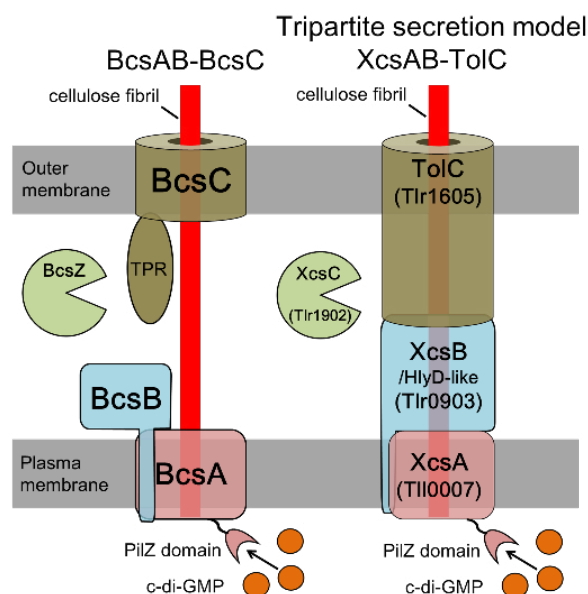 Tripartite secretion model
BcsAB-BcsC
XcsAB-TolC
cellulose fibril
cellulose fibril
Outer
membrane
BcsC
TolC
(Tlr1605)
BcsZ
TPR
XcsC
(Tlr1902)
BcsB
XcsB
/HlyD-like
(Tlr0903)
Plasma
membrane
BcsA
XcsA
(Tll0007)
PilZ domain
c-di-GMP
PilZ domain
c-di-GMP